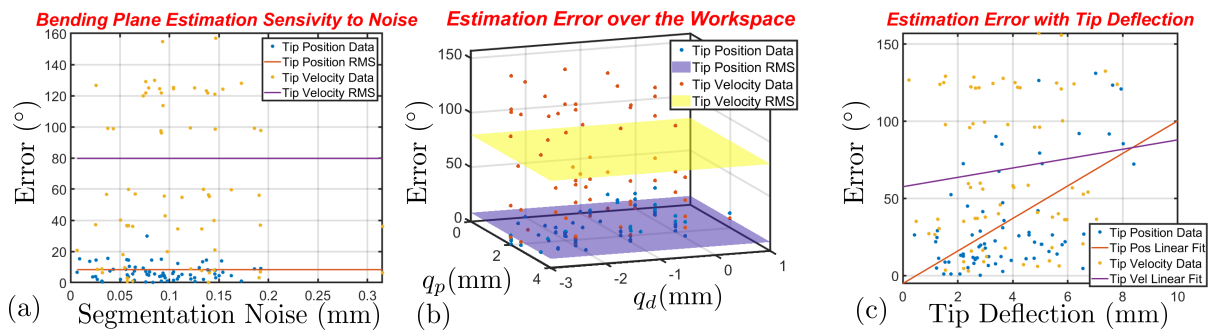 Bending Plane Estimation Sensivity to Noise
160
140
120
100
80
60
40
20
0
Error (°)
Tip Position Data
Tip Position RMS
Tip Velocity Data
Tip Velocity RMS
0
0.05
0.1
0.15
0.2
0.25
0.3
(a)
Segmentation Noise (mm)
Estimation Error over the Workspace
150
100
50
0
Error (°)
Tip Position Data
Tip Position RMS
Tip Velocity Data
Tip Velocity RMS
0
2
4
q_p(mm)
-3
-2
-1
0
1
q_d(mm)
(b)
Estimation Error with Tip Deflection
150
100
50
0
Error (°)
Tip Position Data
Tip Pos Linear Fit
Tip Velocity Data
Tip Vel Linear Fit
0
2
4
6
8
10
(c)
Tip Deflection (mm)